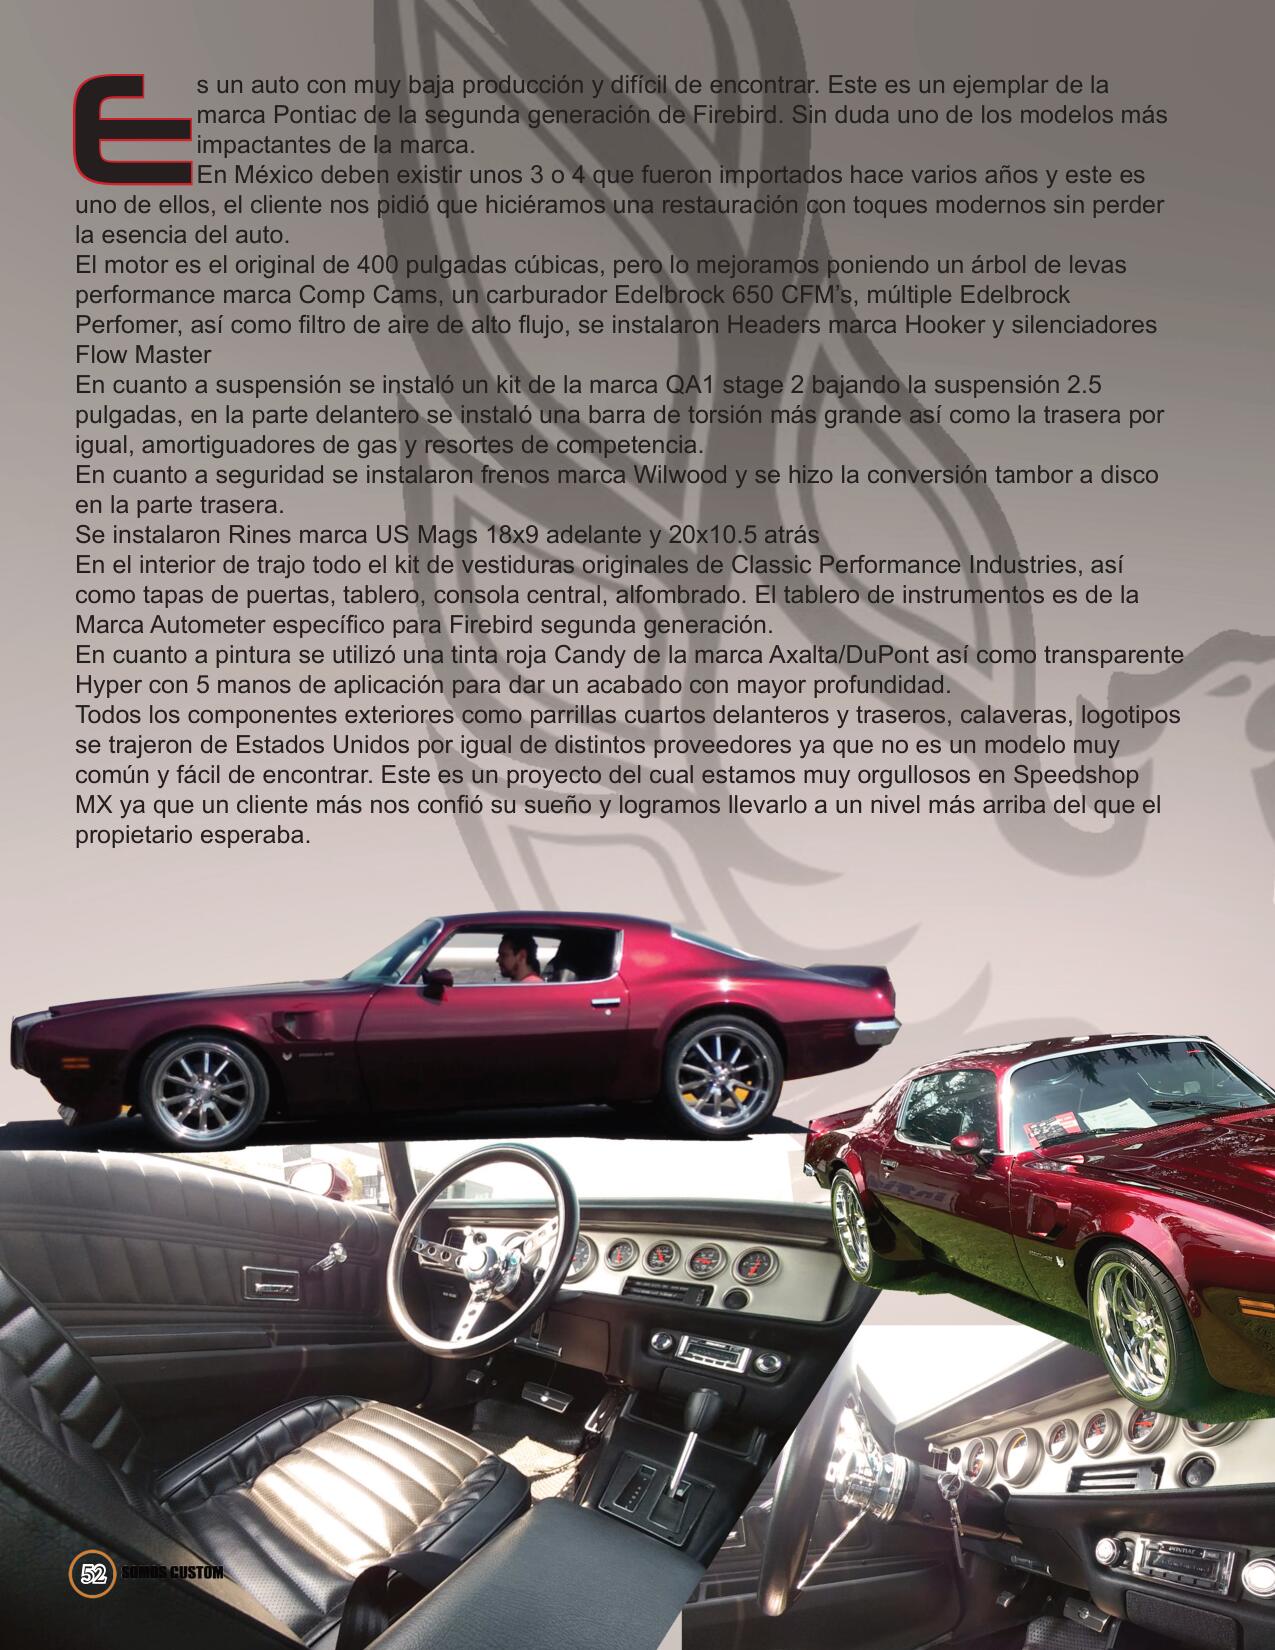 Es un auto con muy baja producción y difícil de encontrar. Este es un ejemplar de la
marca Pontiac de la segunda generación de Firebird. Sin duda uno de los modelos más
impactantes de la marca.
En México deben existir unos 3 o 4 que fueron importados hace varios años y este es
uno de ellos, el cliente nos pidió que hiciéramos una restauración con toques modernos sin perder
la esencia del auto.
El motor es el original de 400 pulgadas cúbicas, pero lo mejoramos poniendo un árbol de levas
performance marca Comp Cams, un carburador Edelbrock 650 CFM's, múltiple Edelbrock
Perfomer, así como filtro de aire de alto flujo, se instalaron Headers marca Hooker y silenciadores
Flow Master
En cuanto a suspensión se instaló un kit de la marca QA1 stage 2 bajando la suspensión 2.5
pulgadas, en la parte delantero se instaló una barra de torsión más grande así como la trasera por
igual, amortiguadores de gas y resortes de competencia.
En cuanto a seguridad se instalaron frenos marca Wilwood y se hizo la conversión tambor a disco
en la parte trasera.
Se instalaron Rines marca US Mags 18x9 adelante y 20x10.5 atrás
En el interior de trajo todo el kit de vestiduras originales de Classic Performance Industries, así
como tapas de puertas, tablero, consola central, alfombrado. El tablero de instrumentos es de la
Marca Autometer específico para Firebird segunda generación.
En cuanto a pintura se utilizó una tinta roja Candy de la marca Axalta/DuPont así como transparente
Hyper con 5 manos de aplicación para dar un acabado con mayor profundidad.
Todos los componentes exteriores como parrillas cuartos delanteros y traseros, calaveras, logotipos
se trajeron de Estados Unidos por igual de distintos proveedores ya que no es un modelo muy
común y fácil de encontrar. Este es un proyecto del cual estamos muy orgullosos en Speedshop
MX ya que un cliente más nos confió su sueño y logramos llevarlo a un nivel más arriba del que el
propietario esperaba.
PONTIAC
52 SOMOS CUSTOM